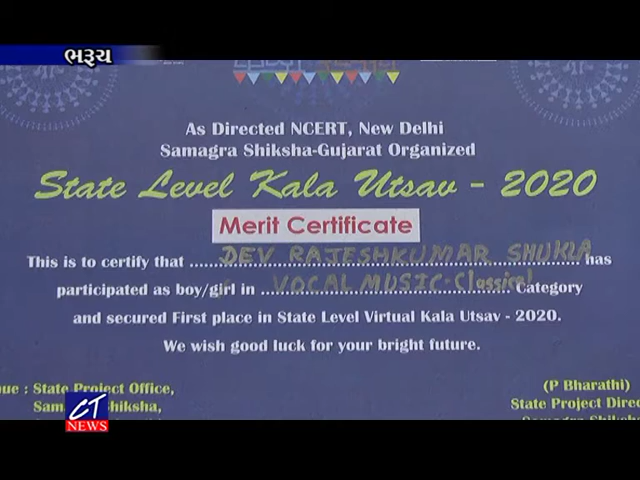 ભરૂચ
As Directed NCERT, New Delhi
Samagra Shiksha-Gujarat Organized
State Level Kala Utsav - 2020
Merit Certificate
This is to certify that ........ DEV RAJESHKUMAR SHUKLA ........ has
participated as boy/girl in ........ VOCAL MUSIC-Classical ........ Category
and secured First place in State Level Virtual Kala Utsav - 2020.
We wish good luck for your bright future.
: State Project Office,
Shiksha,
(P Bharathi)
State Project
CT
NEWS